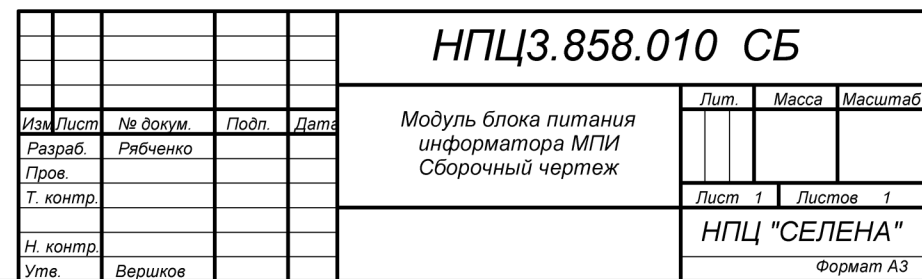 НПЦ3.858.010 СБ
Изм Лист № докум. Подп. Дата
Разраб. Рябченко
Пров.
Т. контр.
Н. контр.
Утв. Вершков
Модуль блока питания
информатора МПИ
Сборочный чертеж
Лит. Масса Масштаб
Лист 1 Листов 1
НПЦ "СЕЛЕНА"
Формат А3